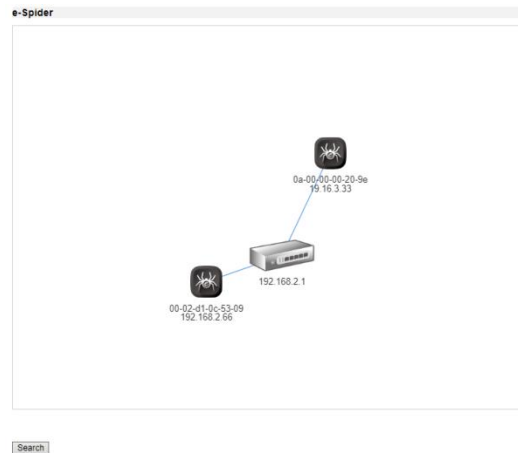 e-Spider
0a-00-00-00-20-9e
19.16.3.33
192.168.2.1
00-02-d1-0c-53-09
192.168.2.66
Search